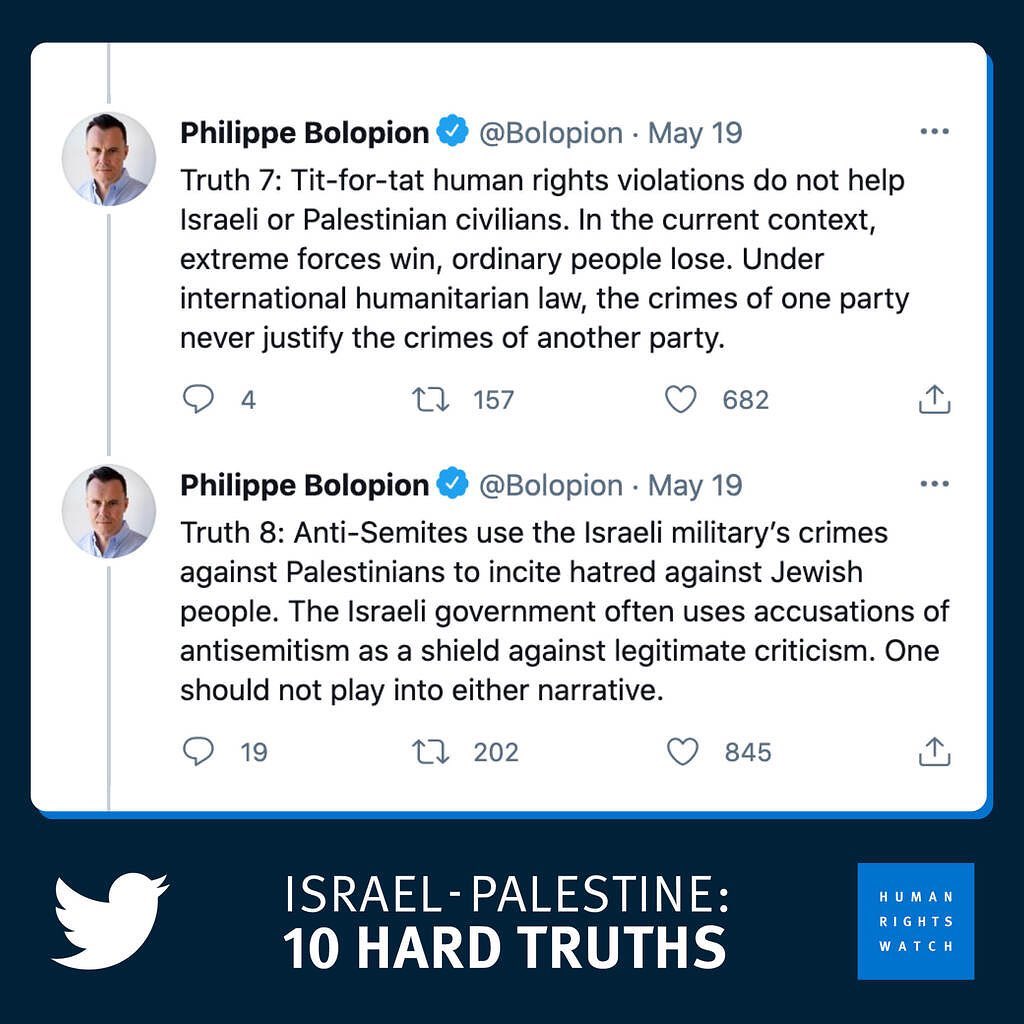 Philippe Bolopion @Bolopion · May 19
Truth 7: Tit-for-tat human rights violations do not help
Israeli or Palestinian civilians. In the current context,
extreme forces win, ordinary people lose. Under
international humanitarian law, the crimes of one party
never justify the crimes of another party.
4 157 682
Philippe Bolopion @Bolopion · May 19
Truth 8: Anti-Semites use the Israeli military’s crimes
against Palestinians to incite hatred against Jewish
people. The Israeli government often uses accusations of
antisemitism as a shield against legitimate criticism. One
should not play into either narrative.
19 202 845
ISRAEL-PALESTINE:
10 HARD TRUTHS
HUMAN
RIGHTS
WATCH